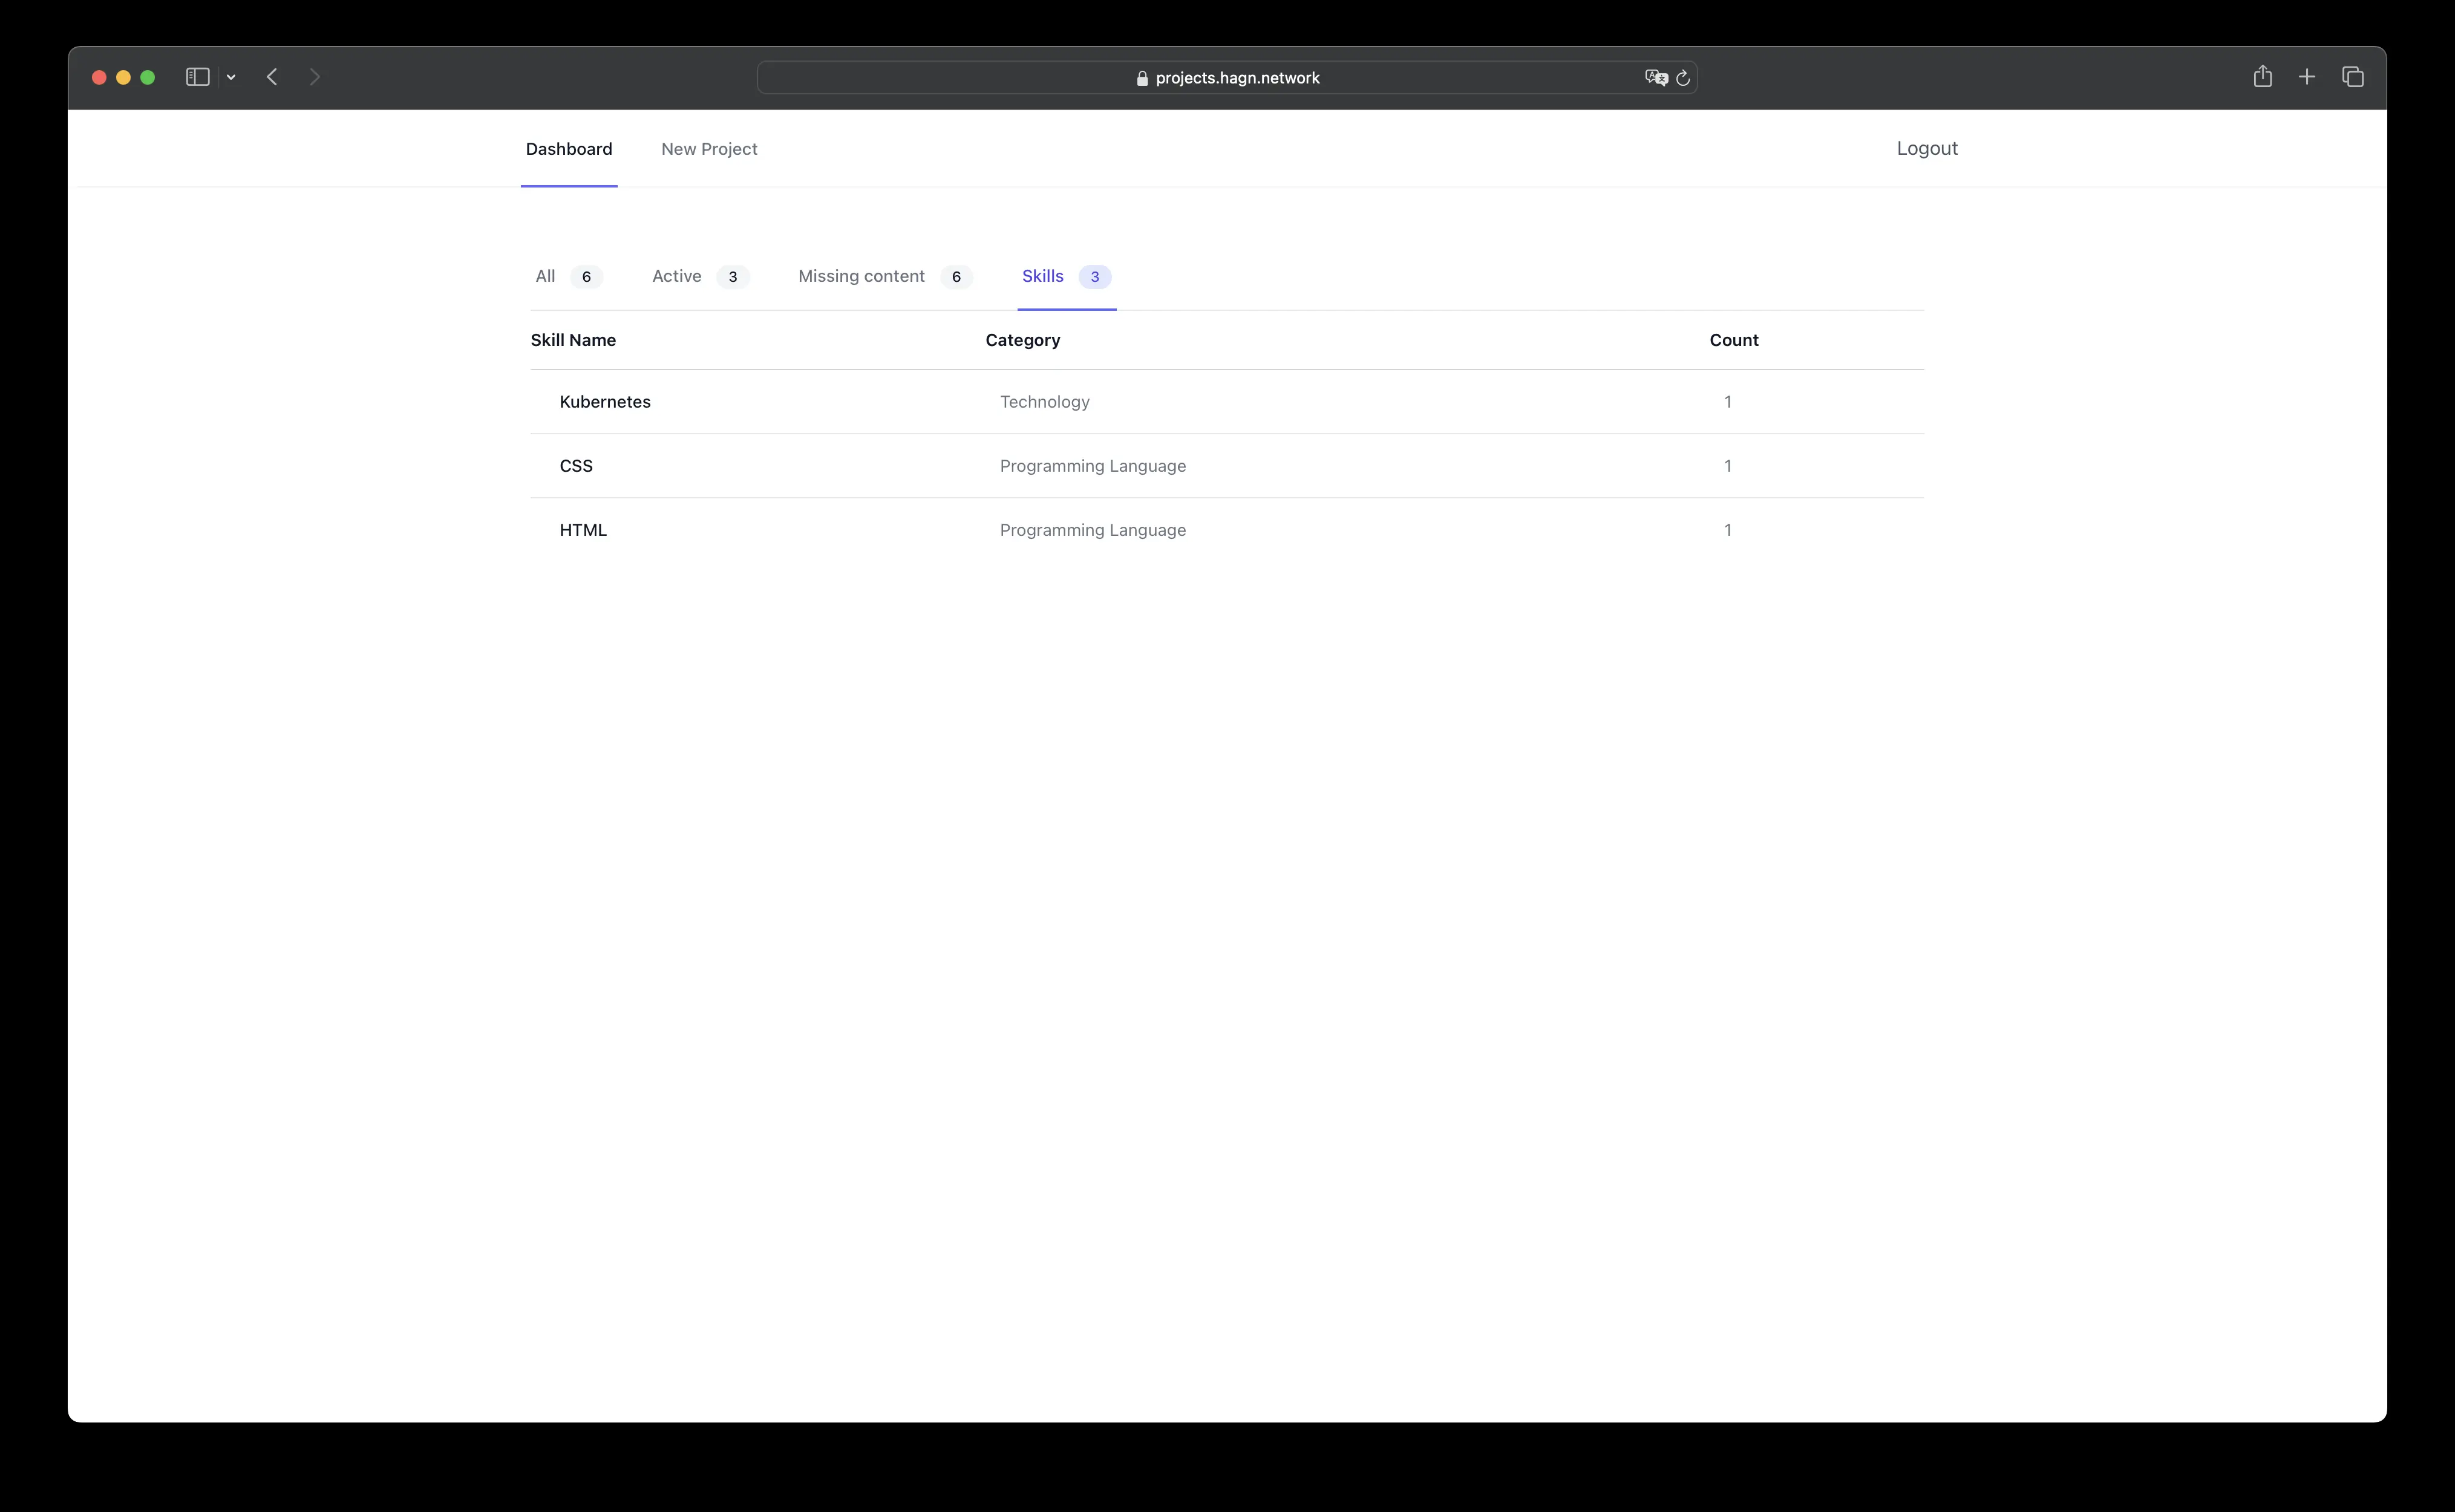 projects.hagn.network
Dashboard New Project Logout
All 6 Active 3 Missing content 6 Skills 3
Skill Name Category Count
Kubernetes Technology 1
CSS Programming Language 1
HTML Programming Language 1